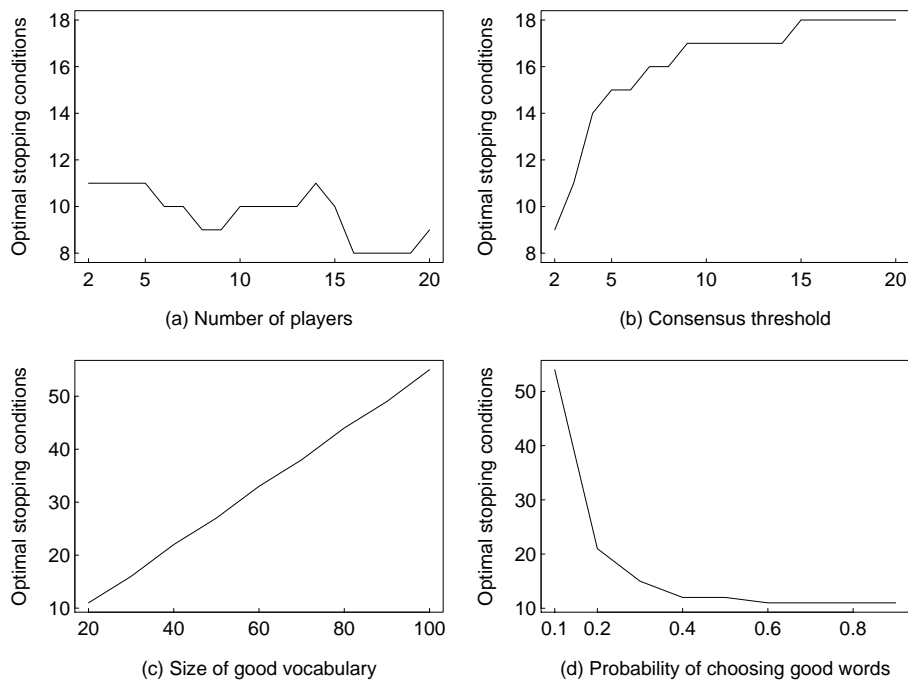 Optimal stopping conditions
18
16
14
12
10
8
2 5 10 15 20
(a) Number of players
Optimal stopping conditions
18
16
14
12
10
8
2 5 10 15 20
(b) Consensus threshold
Optimal stopping conditions
50
40
30
20
10
20 40 60 80 100
(c) Size of good vocabulary
Optimal stopping conditions
50
40
30
20
10
0.1 0.2 0.4 0.6 0.8
(d) Probability of choosing good words